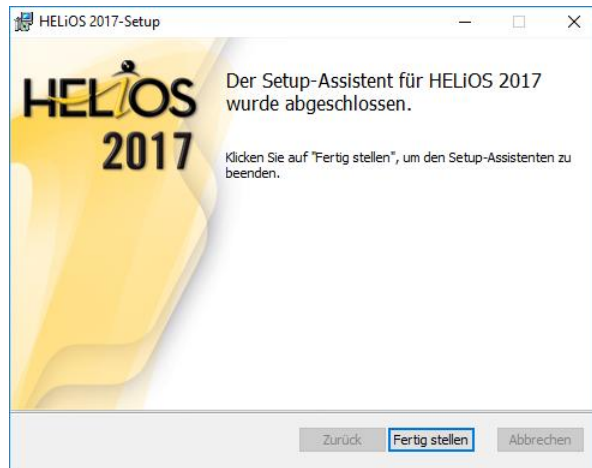 HELiOS 2017-Setup
HELiOS
2017
Der Setup-Assistent für HELiOS 2017
wurde abgeschlossen.
Klicken Sie auf "Fertig stellen", um den Setup-Assistenten zu
beenden.
Zurück Fertig stellen Abbrechen